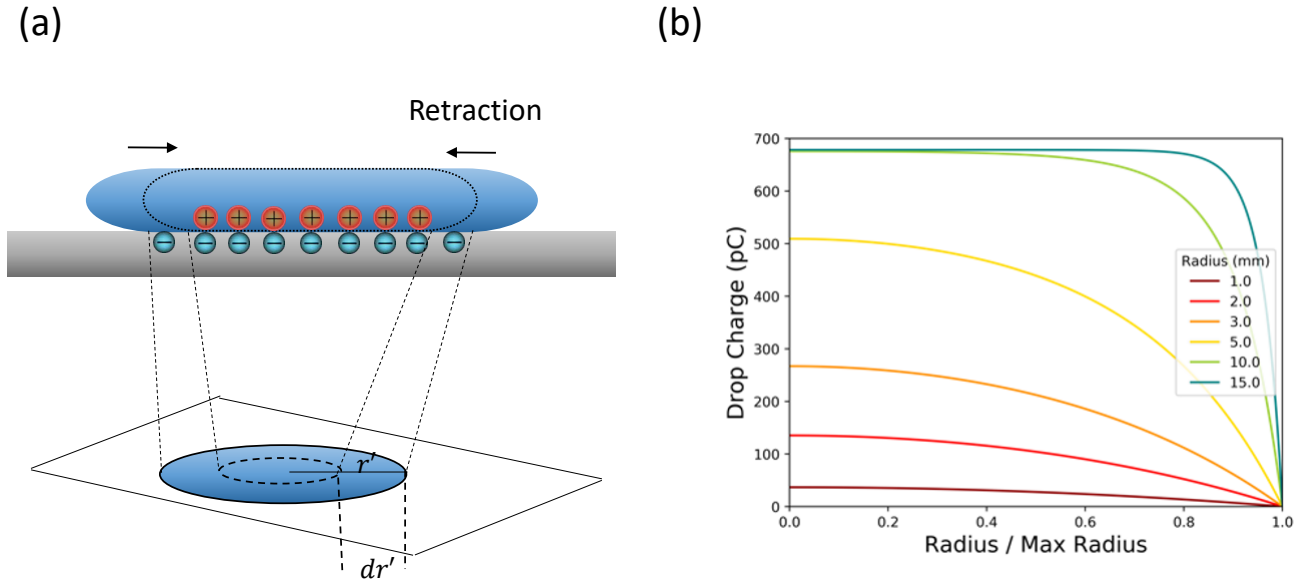 (a)
Retraction
+ + + + + + +
− − − − − − − − −
r′
dr′
(b)
Drop Charge (pC)
700
600
500
400
300
200
100
0
Radius (mm)
1.0
2.0
3.0
5.0
10.0
15.0
0.0 0.2 0.4 0.6 0.8 1.0
Radius / Max Radius